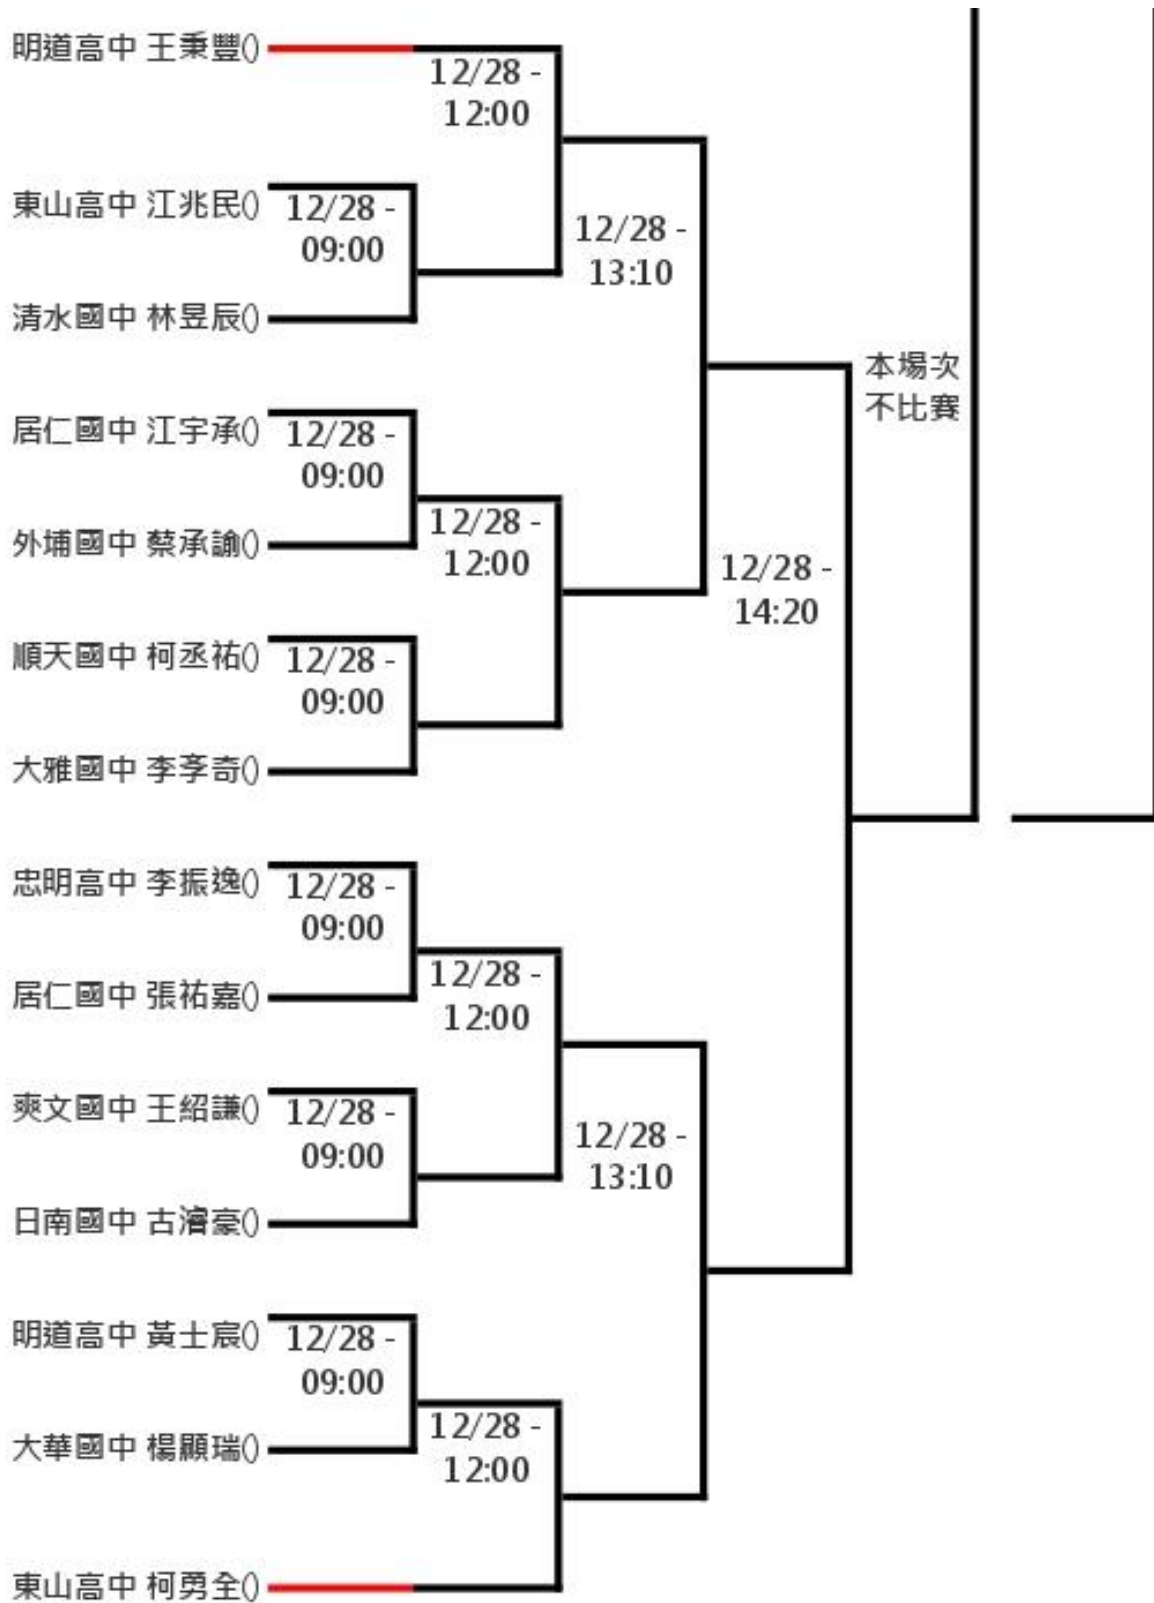 明道高中 王秉豐()
12/28 -
12:00
東山高中 江兆民()
12/28 -
09:00
清水國中 林昱辰()
12/28 -
13:10
居仁國中 江宇承()
12/28 -
09:00
外埔國中 蔡承諭()
12/28 -
12:00
順天國中 柯丞祐()
12/28 -
09:00
大雅國中 李斈奇()
12/28 -
14:20
本場次
不比賽
忠明高中 李振逸()
12/28 -
09:00
居仁國中 張祐嘉()
12/28 -
12:00
爽文國中 王紹謙()
12/28 -
09:00
日南國中 古濬豪()
12/28 -
13:10
明道高中 黃士宸()
12/28 -
09:00
大華國中 楊顯瑞()
12/28 -
12:00
東山高中 柯勇全()